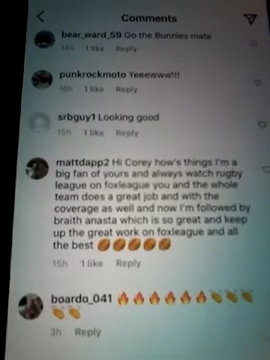 Comments
bear_ward_59 Go the Bunnies mate
16h 1 like Reply
punkrockmoto Yeeewww!!!
16h 1 like Reply
srbguy1 Looking good
15h 1 like Reply
mattdapp2 Hi Corey how's things I'm a
big fan of yours and always watch rugby
league on foxleague you and the whole
team does a great job and with the
coverage as well and now I'm followed by
braith anasta which is so great and keep
up the great work on foxleague and all
the best 🏉🏉🏉🏉🏉
15h 1 like Reply
boardo_041 🔥🔥🔥🔥🔥🔥👏👏👏
👏👏
3h Reply